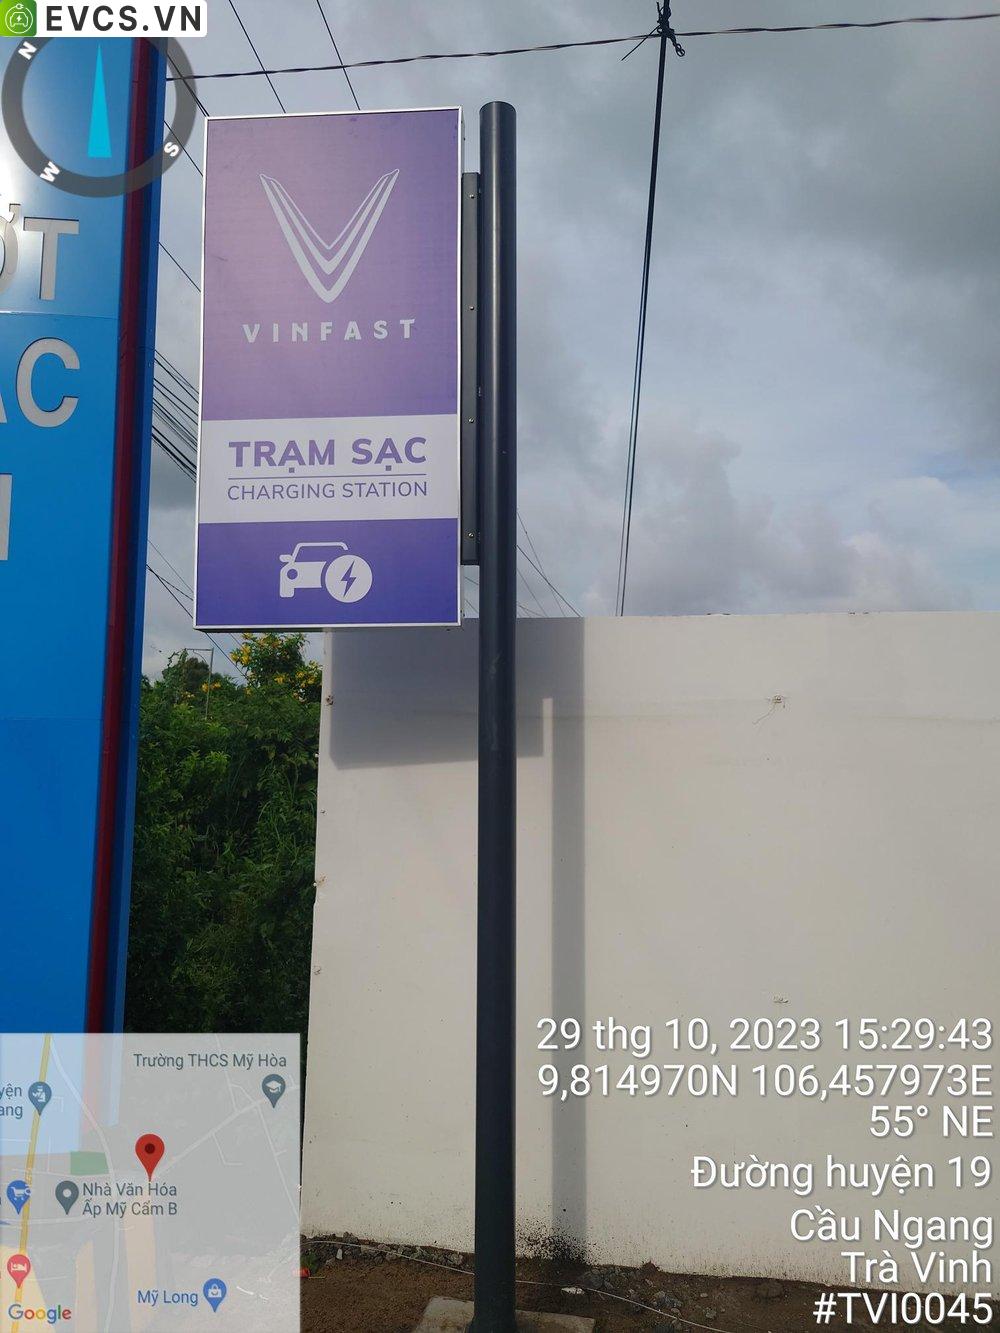 EVCS.VN
N
S
W
ỚT
ÁC
VINFAST
TRẠM SẠC
CHARGING STATION
Trường THCS Mỹ Hòa
Nhà Văn Hóa
Ấp Mỹ Cẩm B
Mỹ Long
Google
29 thg 10, 2023 15:29:43
9,814970N 106,457973E
55° NE
Đường huyện 19
Cầu Ngang
Trà Vinh
#TVI0045